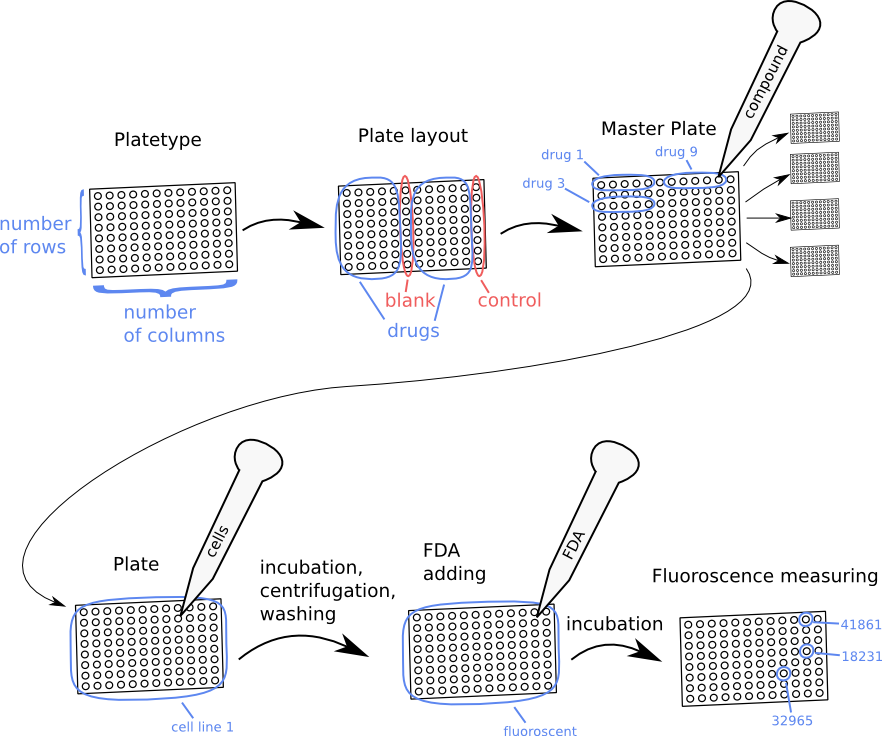 Platetype
number
of rows
number
of columns
Plate layout
blank
control
drugs
Master Plate
drug 1
drug 9
drug 3
compound
Plate
cells
cell line 1
incubation,
centrifugation,
washing
FDA
adding
FDA
fluoroscent
incubation
Fluoroscence measuring
41861
18231
32965